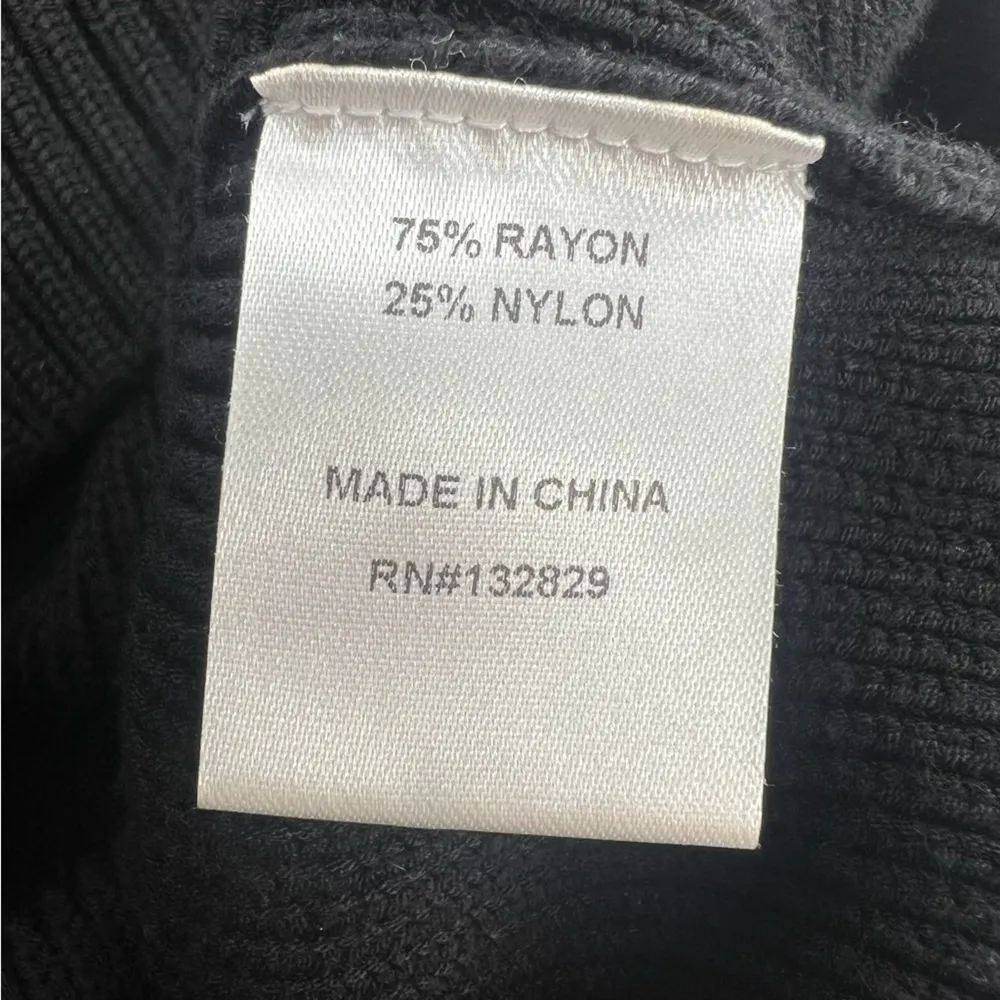 75% RAYON
25% NYLON
MADE IN CHINA
RN#132829